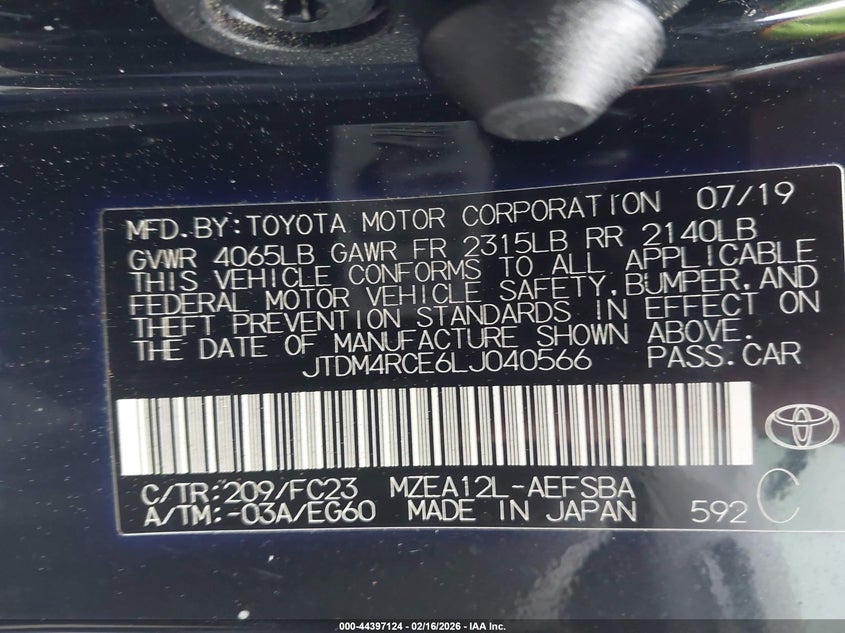 MFD.BY:TOYOTA MOTOR CORPORATION 07/19
GVWR 4065LB GAWR FR 2315LB RR 2140LB
THIS VEHICLE CONFORMS TO ALL APPLICABLE
FEDERAL MOTOR VEHICLE SAFETY,BUMPER,AND
THEFT PREVENTION STANDARDS IN EFFECT ON
THE DATE OF MANUFACTURE SHOWN ABOVE.
JTDM4RCE6LJ040566 PASS.CAR
C/TR:209/FC23 MZEA12L-AEFSBA
A/TM:-03A/EG60 MADE IN JAPAN 592 C
000-44397124 - 02/16/2026 - IAA Inc.